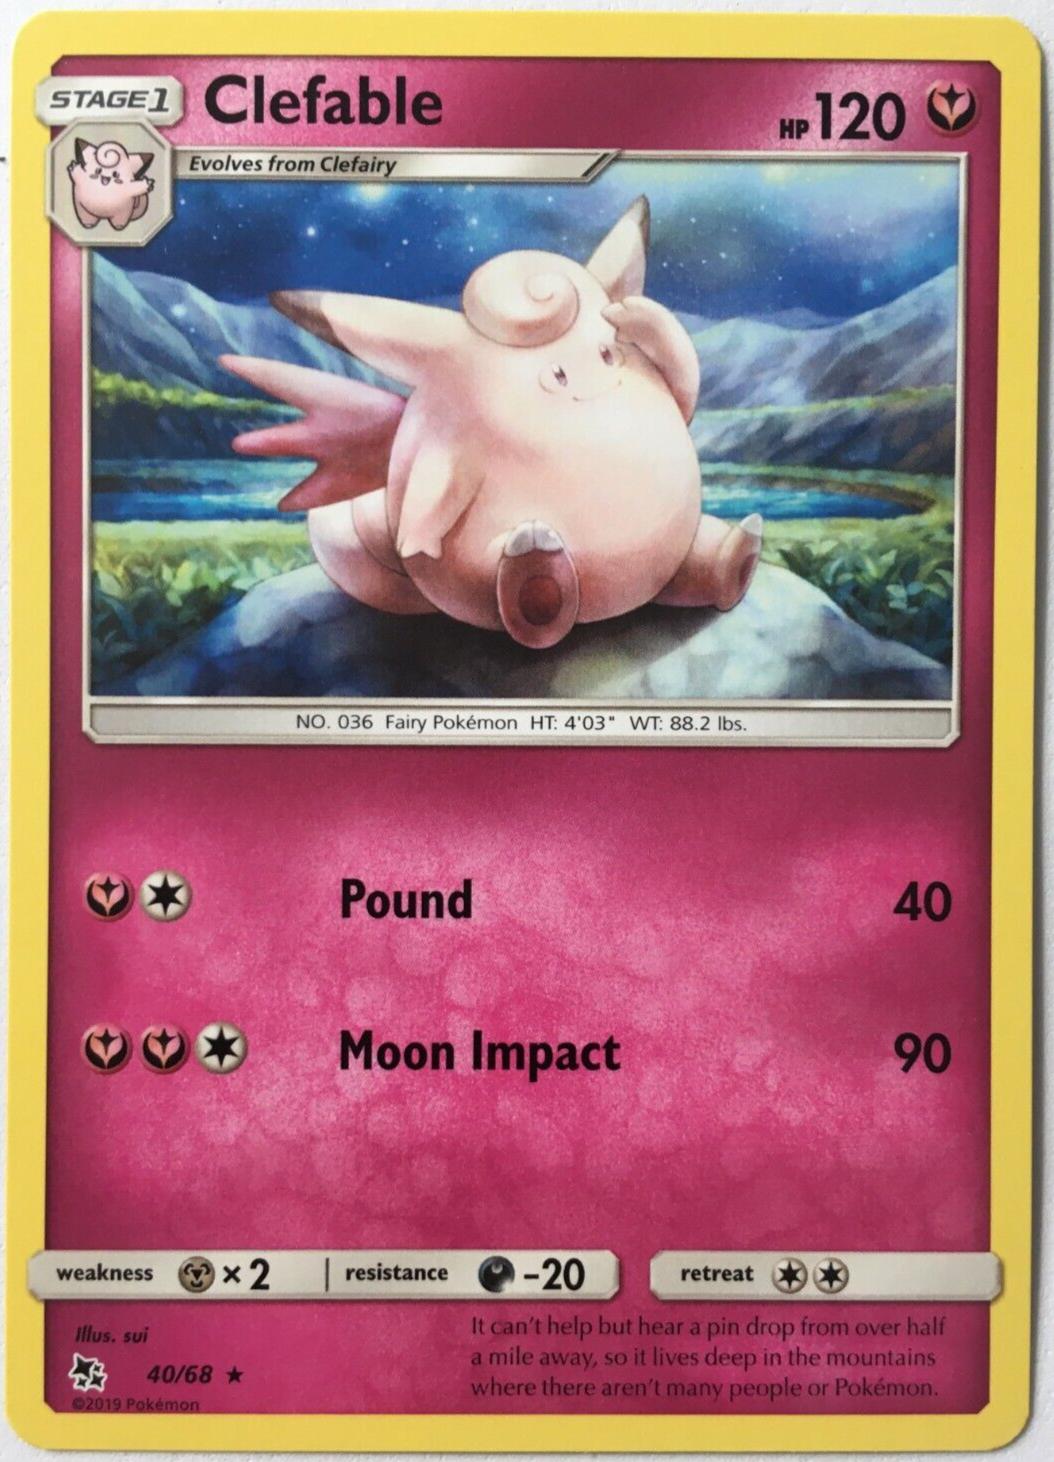 STAGE1
Clefable
HP 120
Evolves from Clefairy
NO. 036 Fairy Pokémon HT: 4'03" WT: 88.2 lbs.
Pound 40
Moon Impact 90
weakness ×2 | resistance -20 retreat
Illus. sui
40/68 ★
©2019 Pokémon
It can't help but hear a pin drop from over half
a mile away, so it lives deep in the mountains
where there aren't many people or Pokémon.